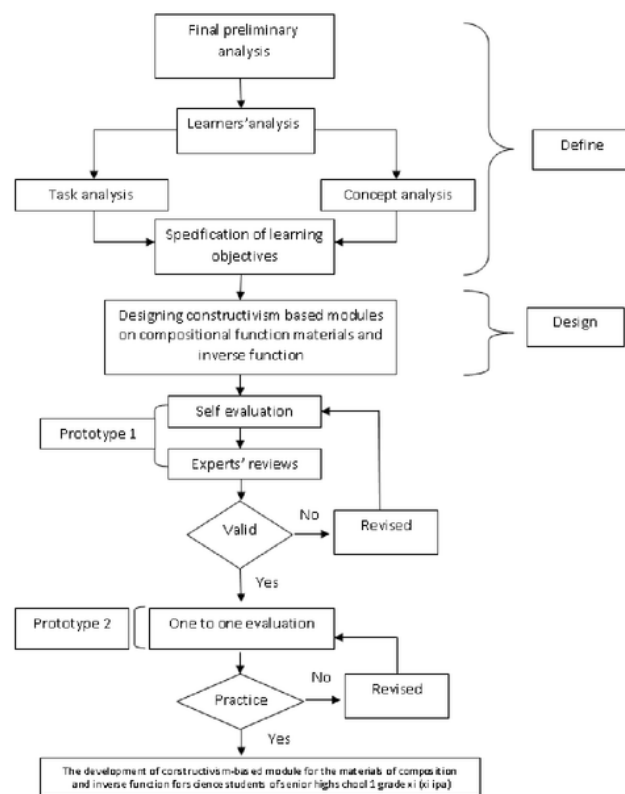 Final preliminary
analysis
Learners'analysis
Define
Task analysis
Concept analysis
Specification of learning
objectives
Designing constructivism based modules
on compositional function materials and
inverse function
Design
Self evaluation
Prototype 1
Experts' reviews
No
Valid
Revised
Yes
Prototype 2
One to one evaluation
No
Practice
Revised
Yes
The development of constructivism-based module for the materials of composition
and inverse function for science students of senior highs chool 1 grade xi (xi ipa)